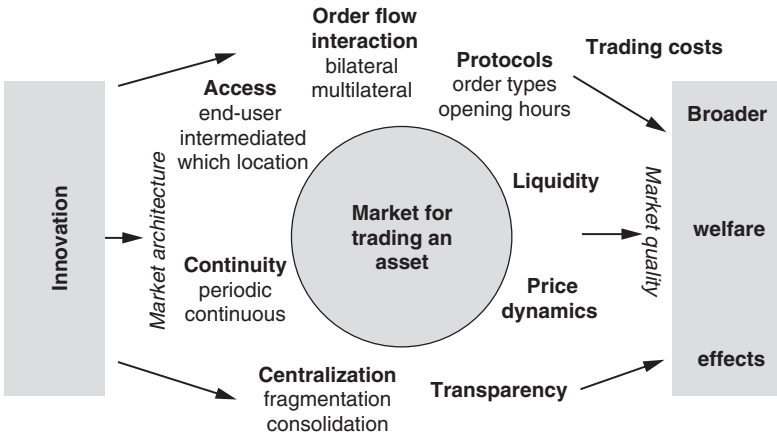 Innovation
Market architecture
Order flow
interaction
bilateral
multilateral
Access
end-user
intermediated
which location
Continuity
periodic
continuous
Centralization
fragmentation
consolidation
Market for
trading an
asset
Protocols
order types
opening hours
Trading costs
Liquidity
Price
dynamics
Transparency
Market quality
Broader
welfare
effects